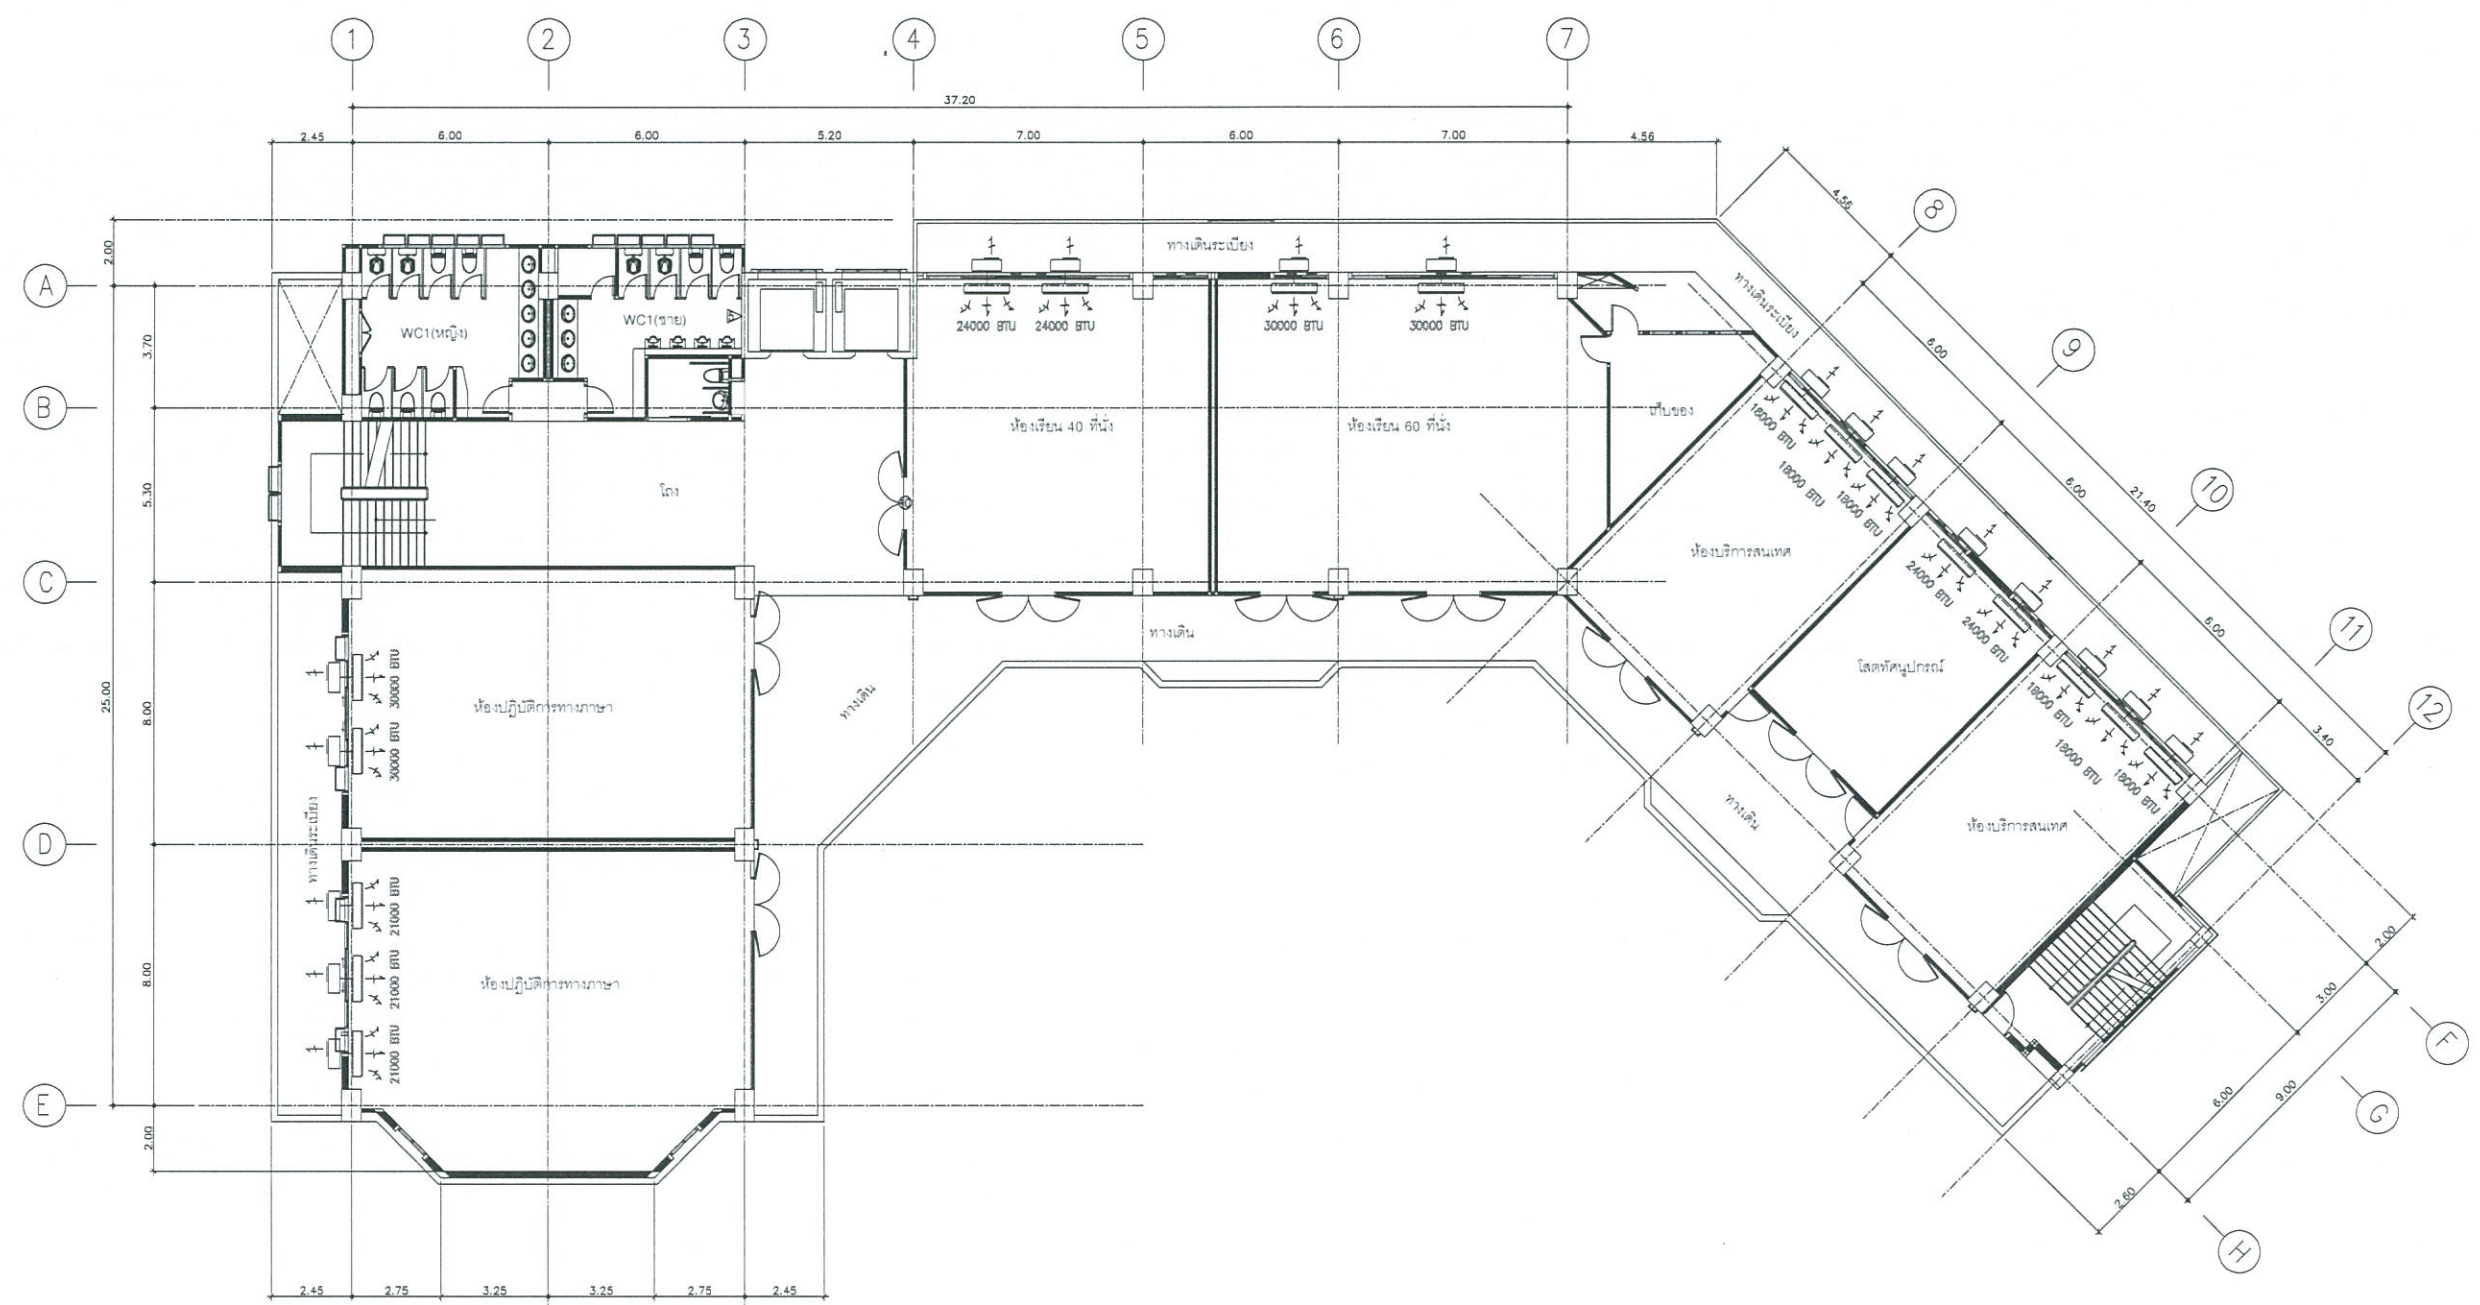 1 2 3 4 5 6 7
37.20
2.45 6.00 6.00 5.20 7.00 6.00 7.00 4.56
4.56
8
9
10
11
12
21.40
6.00
6.00
6.00
3.40
A
B
C
D
E
2.00
3.70
5.30
8.00
8.00
2.00
25.00
ทางเดินระเบียง
ทางเดินระเบียง
WC1(หญิง)
WC1(ชาย)
24000 BTU 24000 BTU
30000 BTU 30000 BTU
ห้องเรียน 40 ที่นั่ง
ห้องเรียน 60 ที่นั่ง
เก็บของ
โถง
18000 BTU
18000 BTU
18000 BTU
ห้องบริการสนเทศ
24000 BTU
24000 BTU
โสตทัศนูปกรณ์
18000 BTU
18000 BTU
18000 BTU
ห้องบริการสนเทศ
ทางเดิน
ทางเดิน
ทางเดิน
30000 BTU
30000 BTU
ห้องปฏิบัติการทางภาษา
ทางเดินระเบียง
21000 BTU
21000 BTU
21000 BTU
ห้องปฏิบัติการทางภาษา
2.00
3.00
6.00
9.00
2.60
F
G
H
2.45 2.75 3.25 3.25 2.75 2.45